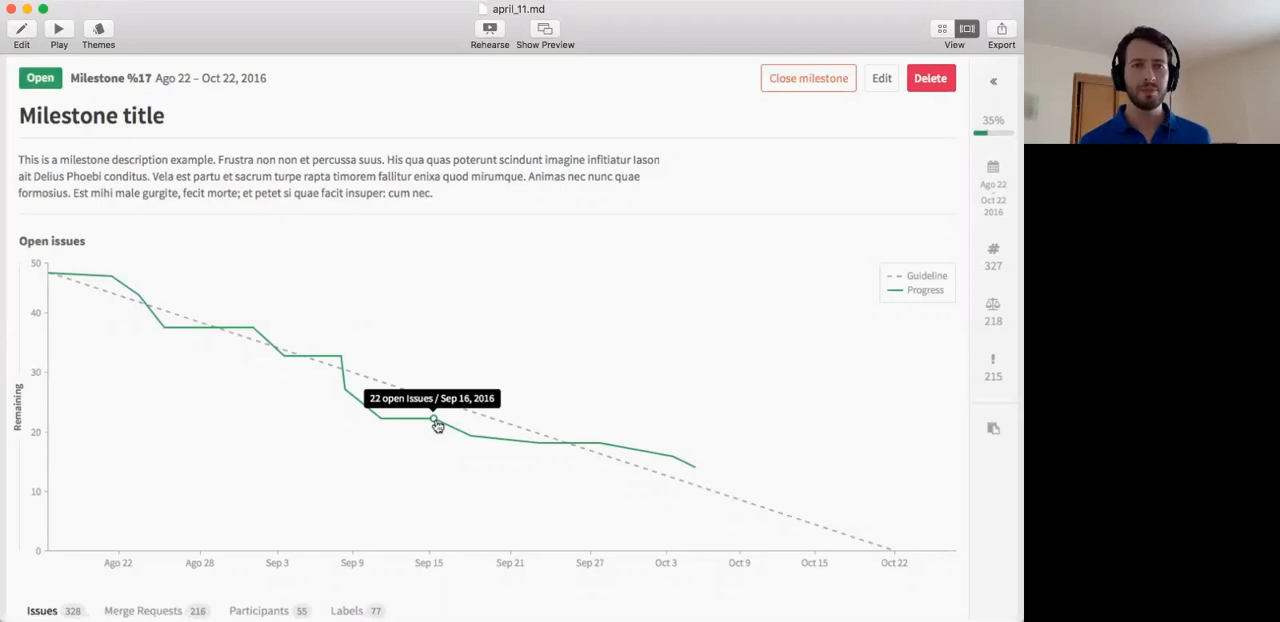 april_11.md
Edit Play Themes Rehearse Show Preview View Export
Open Milestone %17 Ago 22 – Oct 22, 2016 Close milestone Edit Delete
Milestone title
This is a milestone description example. Frustra non non et percussa suus. His qua quas poterunt scindunt imagine infitiatur Iason
ait Delius Phoebi conditus. Vela est partu et sacrum turpe rapta timorem fallitur enixa quod mirumque. Animas nec nunc quae
formosius. Est mihi male gurgite, fecit morte; et petet si quae facit insuper: cum nec.
Open issues
50
40
30
20
10
0
Remaining
Guideline
Progress
22 open Issues / Sep 16, 2016
Ago 22 Ago 28 Sep 3 Sep 9 Sep 15 Sep 21 Sep 27 Oct 3 Oct 9 Oct 15 Oct 22
Issues 328 Merge Requests 216 Participants 55 Labels 77
«
35%
Ago 22
-
Oct 22
2016
#
327
218
!
215